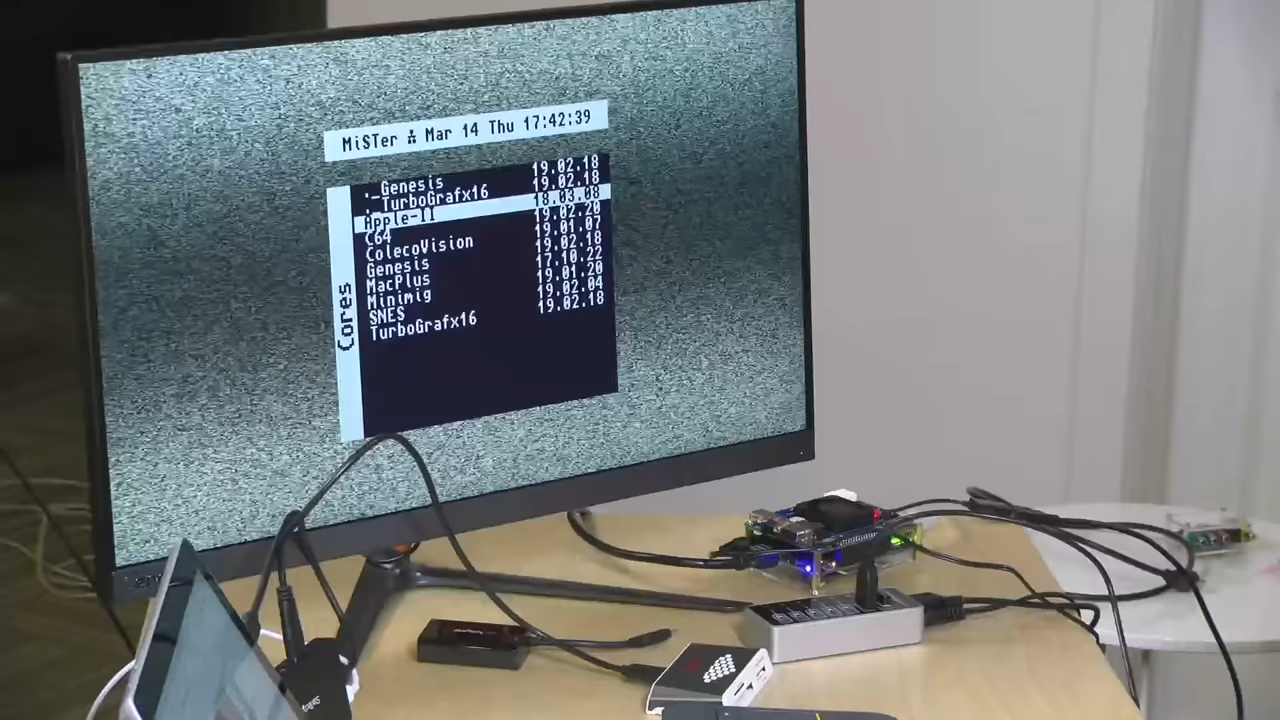 MiSTer Mar 14 Thu 17:42:39
._Genesis 19.02.18
._TurboGrafx16 19.02.18
Apple-II 18.03.08
C64 19.02.20
ColecoVision 19.01.07
Genesis 19.02.18
MacPlus 17.10.22
Minimig 19.01.20
SNES 19.02.04
TurboGrafx16 19.02.18
Cores